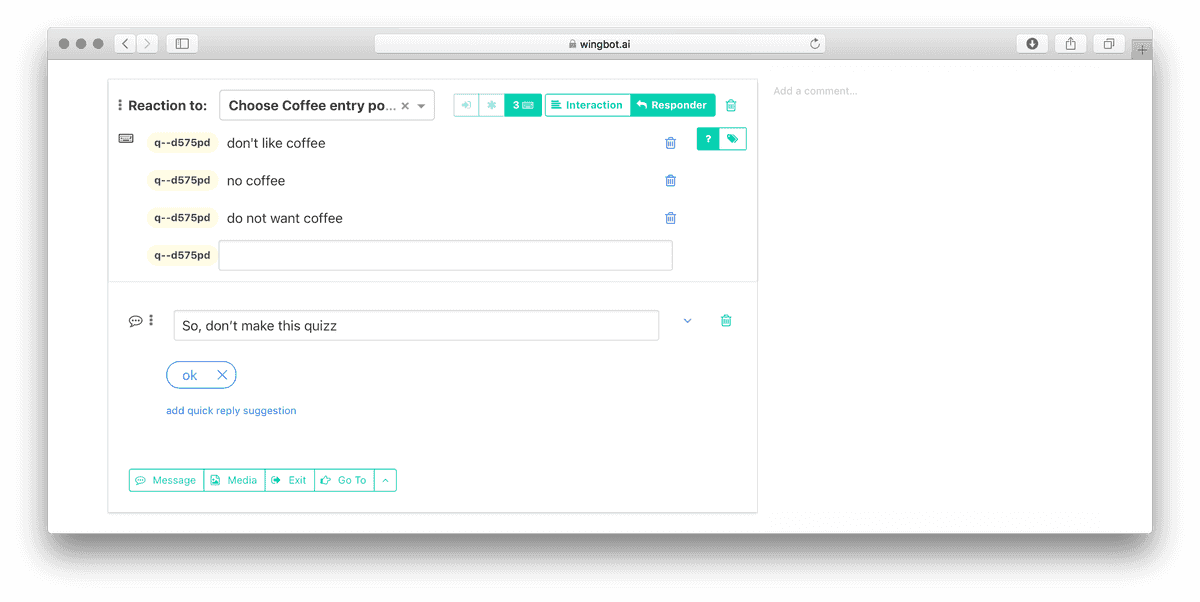 wingbot.ai
Reaction to: Choose Coffee entry po... × 3 Interaction Responder
Add a comment...
q--d575pd don't like coffee ?
q--d575pd no coffee
q--d575pd do not want coffee
q--d575pd
So, don’t make this quizz
ok
add quick reply suggestion
Message Media Exit Go To